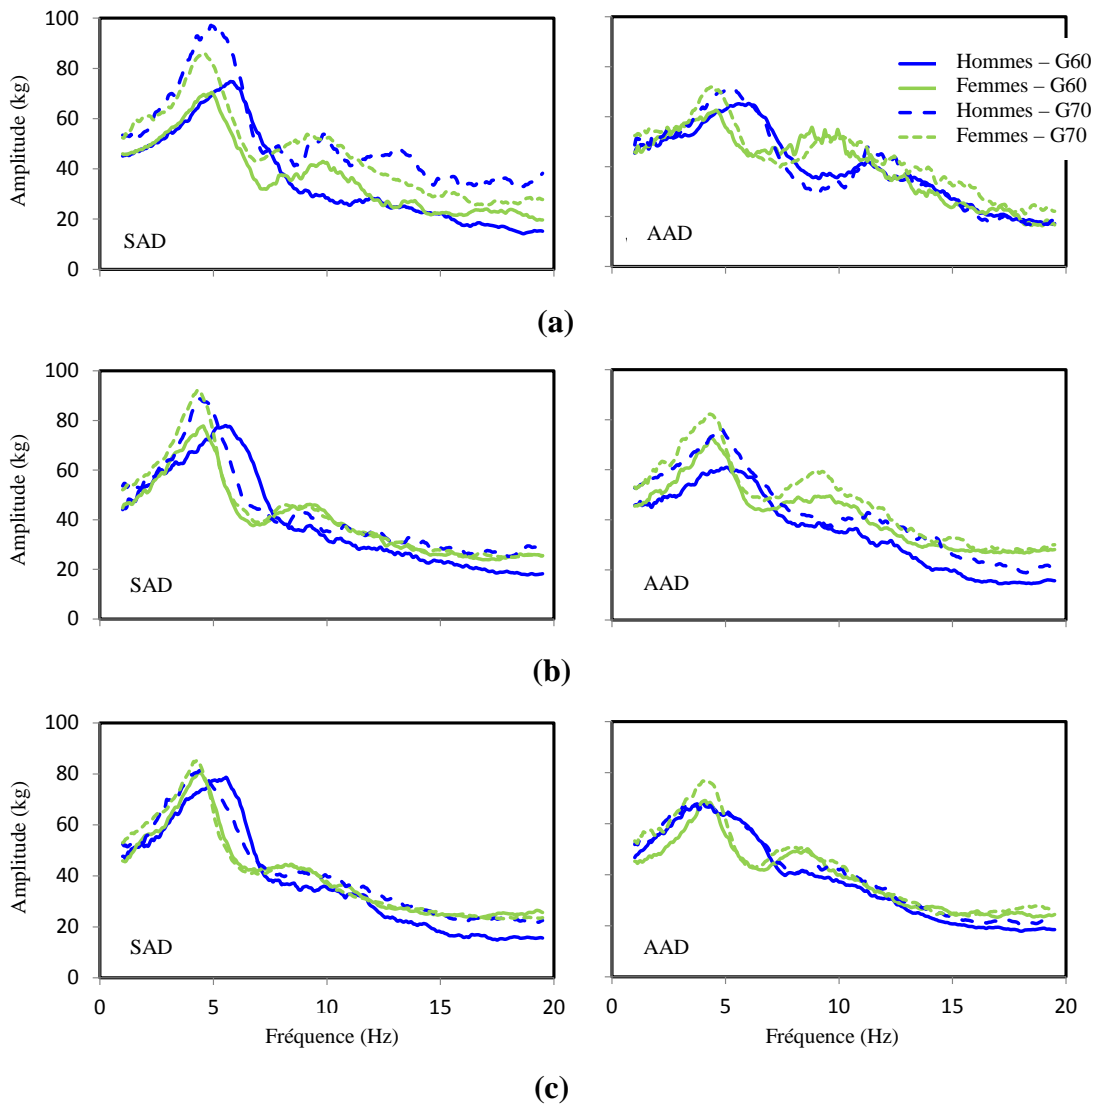 Amplitude (kg)
100
80
60
40
20
0
SAD
AAD
Hommes – G60
Femmes – G60
Hommes – G70
Femmes – G70
(a)
Amplitude (kg)
100
80
60
40
20
0
SAD
AAD
(b)
Amplitude (kg)
100
80
60
40
20
0
SAD
AAD
0 5 10 15 20
0 5 10 15 20
Fréquence (Hz)
Fréquence (Hz)
(c)